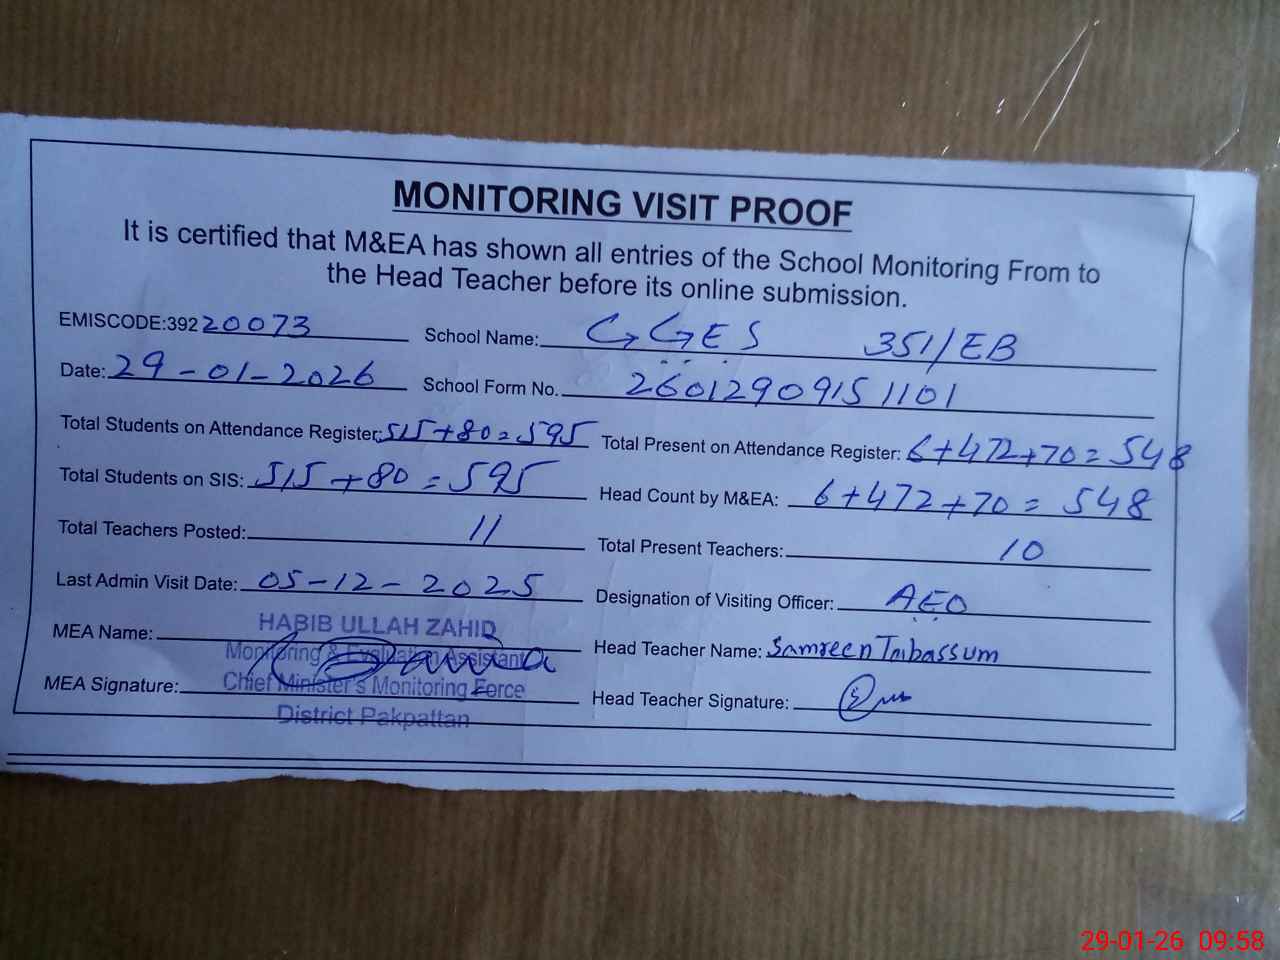 MONITORING VISIT PROOF
It is certified that M&EA has shown all entries of the School Monitoring From to
the Head Teacher before its online submission.
EMISCODE:39220073 School Name: GGES 351/EB
Date: 29-01-2026 School Form No. 26012909151101
Total Students on Attendance Register: 515+80=595 Total Present on Attendance Register: 6+472+70=548
Total Students on SIS: 515+80=595 Head Count by M&EA: 6+472+70=548
Total Teachers Posted: 11 Total Present Teachers: 10
Last Admin Visit Date: 05-12-2025 Designation of Visiting Officer: AEO
MEA Name: HABIB ULLAH ZAHID Head Teacher Name: Samreen Tabassum
Monitoring & Evaluation Assistant
MEA Signature: Chief Minister's Monitoring Force Head Teacher Signature:
District Pakpattan
29-01-26 09:58